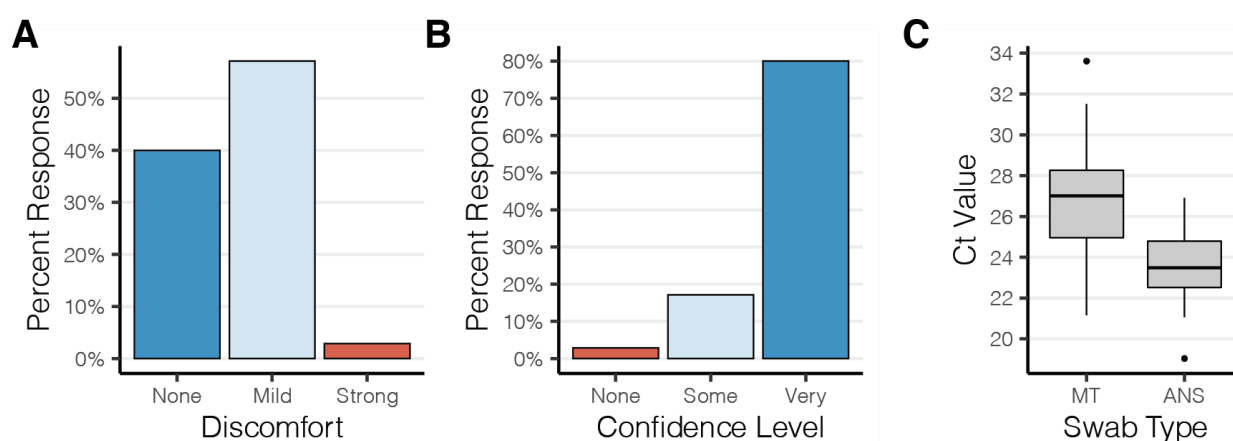 A
Percent Response
50%
40%
30%
20%
10%
0%
None Mild Strong
Discomfort
B
Percent Response
80%
70%
60%
50%
40%
30%
20%
10%
0%
None Some Very
Confidence Level
C
Ct Value
34
32
30
28
26
24
22
20
MT ANS
Swab Type